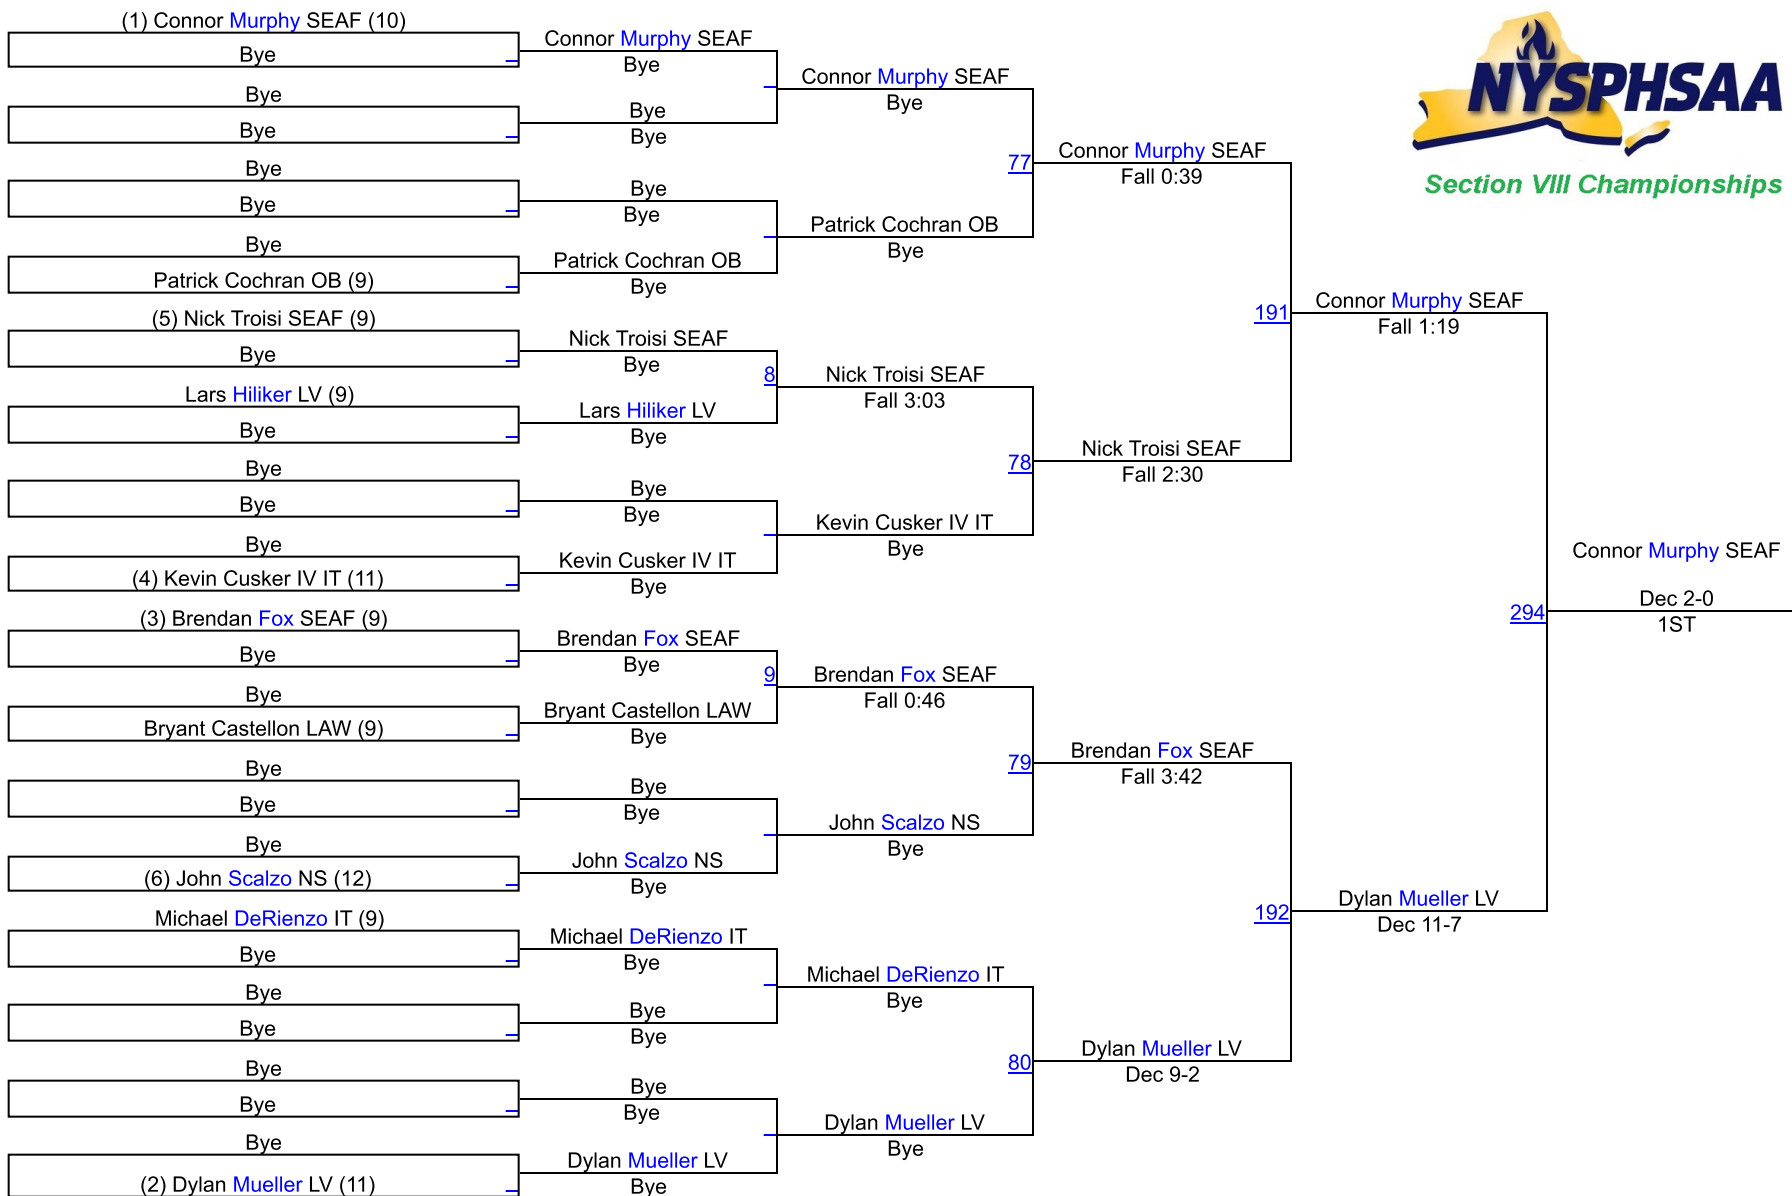 (1) Connor Murphy SEAF (10)
Bye
Bye
Bye
Bye
Bye
Bye
Patrick Cochran OB (9)
(5) Nick Troisi SEAF (9)
Bye
Lars Hiliker LV (9)
Bye
Bye
Bye
Bye
(4) Kevin Cusker IV IT (11)
(3) Brendan Fox SEAF (9)
Bye
Bye
Bryant Castellon LAW (9)
Bye
Bye
Bye
(6) John Scalzo NS (12)
Michael DeRienzo IT (9)
Bye
Bye
Bye
Bye
Bye
Bye
(2) Dylan Mueller LV (11)
Connor Murphy SEAF
Bye
Bye
Bye
Bye
Bye
Patrick Cochran OB
Bye
Nick Troisi SEAF
Bye
8
Lars Hiliker LV
Bye
Bye
Bye
Kevin Cusker IV IT
Bye
Brendan Fox SEAF
Bye
9
Bryant Castellon LAW
Bye
Bye
Bye
John Scalzo NS
Bye
Michael DeRienzo IT
Bye
Bye
Bye
Bye
Bye
Dylan Mueller LV
Bye
Connor Murphy SEAF
Bye
77
Patrick Cochran OB
Bye
Nick Troisi SEAF
Fall 3:03
78
Kevin Cusker IV IT
Bye
Brendan Fox SEAF
Fall 0:46
79
John Scalzo NS
Bye
Michael DeRienzo IT
Bye
80
Dylan Mueller LV
Bye
Connor Murphy SEAF
Fall 0:39
191
Nick Troisi SEAF
Fall 2:30
Brendan Fox SEAF
Fall 3:42
192
Dylan Mueller LV
Dec 9-2
Connor Murphy SEAF
Fall 1:19
294
Dylan Mueller LV
Dec 11-7
Connor Murphy SEAF
Dec 2-0
1ST
NYSPHSAA
Section VIII Championships